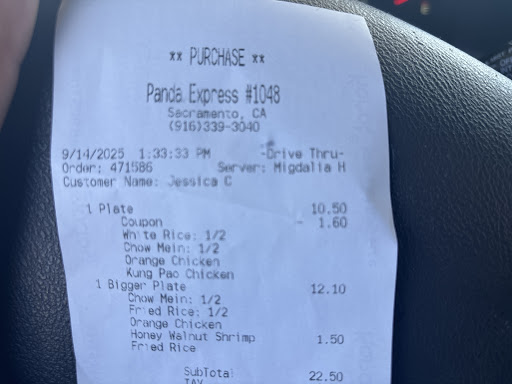 ** PURCHASE **
Panda Express #1048
Sacramento, CA
(916)339-3040
9/14/2025 1:33:33 PM -Drive Thru-
Order: 471586 Server: Migdalia H
Customer Name: Jessica C
1 Plate 10.50
Coupon - 1.60
White Rice: 1/2
Chow Mein: 1/2
Orange Chicken
Kung Pao Chicken
1 Bigger Plate 12.10
Chow Mein: 1/2
Fried Rice: 1/2
Orange Chicken
Honey Walnut Shrimp 1.50
Fried Rice
SubTotal 22.50
TAX